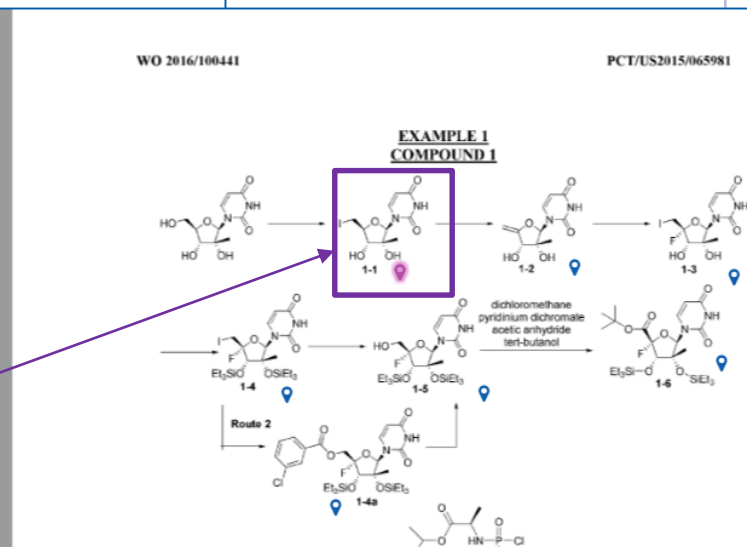 WO 2016/100441
PCT/US2015/065981
EXAMPLE 1
COMPOUND 1
HO O N NH O O HO OH
I O N NH O O HO OH
1-1
O N NH O O HO OH
1-2
I F O N NH O O HO OH
1-3
I F O N NH O O Et₃SiO OSiEt₃
1-4
HO F O N NH O O Et₃SiO OSiEt₃
1-5
dichloromethane
pyridinium dichromate
acetic anhydride
tert-butanol
O O F O N NH O O Et₃Si-O O-SiEt₃
1-6
Route 2
Cl O O F O N NH O O Et₃SiO OSiEt₃
1-4a
O O HN-P-Cl O